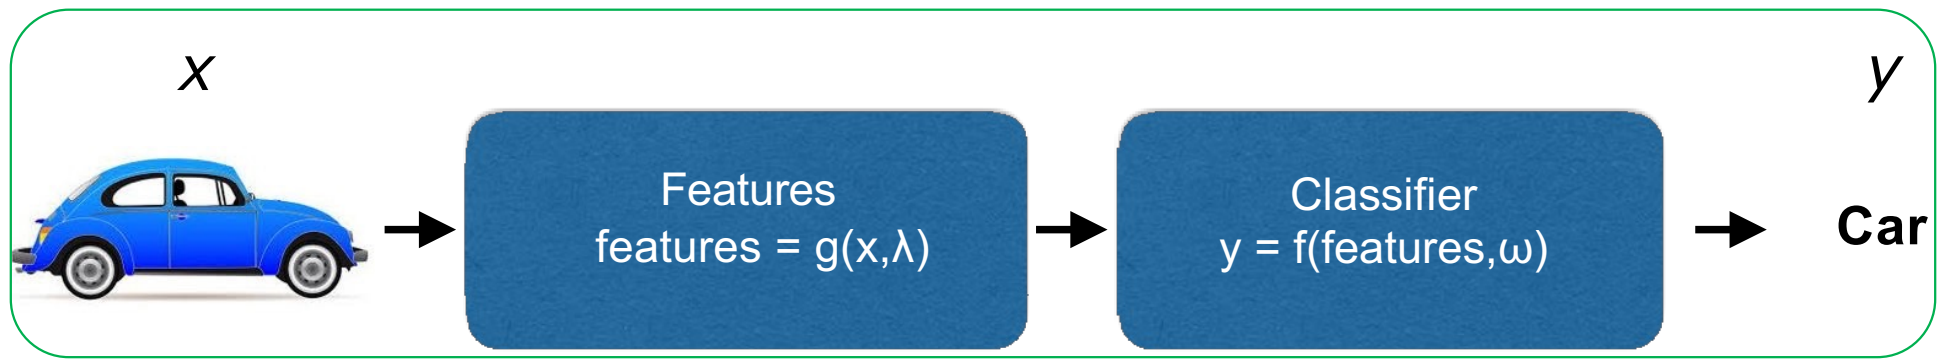 x
y
Features
features = g(x,λ)
Classifier
y = f(features,ω)
Car